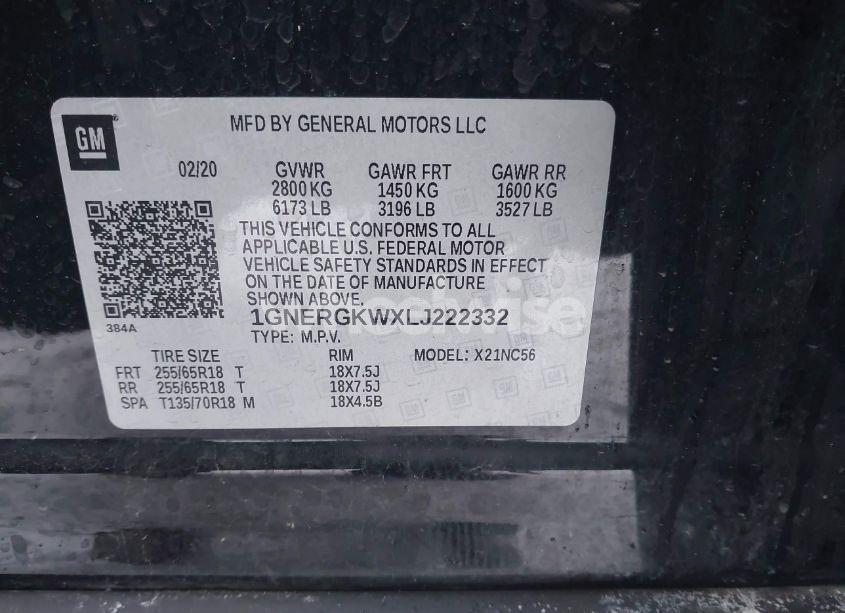 GM
MFD BY GENERAL MOTORS LLC
02/20 GVWR GAWR FRT GAWR RR
2800 KG 1450 KG 1600 KG
6173 LB 3196 LB 3527 LB
THIS VEHICLE CONFORMS TO ALL
APPLICABLE U.S. FEDERAL MOTOR
VEHICLE SAFETY STANDARDS IN EFFECT
ON THE DATE OF MANUFACTURE
SHOWN ABOVE.
384A
1GNERGKWXLJ222332
TYPE: M.P.V.
TIRE SIZE RIM MODEL: X21NC56
FRT 255/65R18 T 18X7.5J
RR 255/65R18 T 18X7.5J
SPA T135/70R18 M 18X4.5B